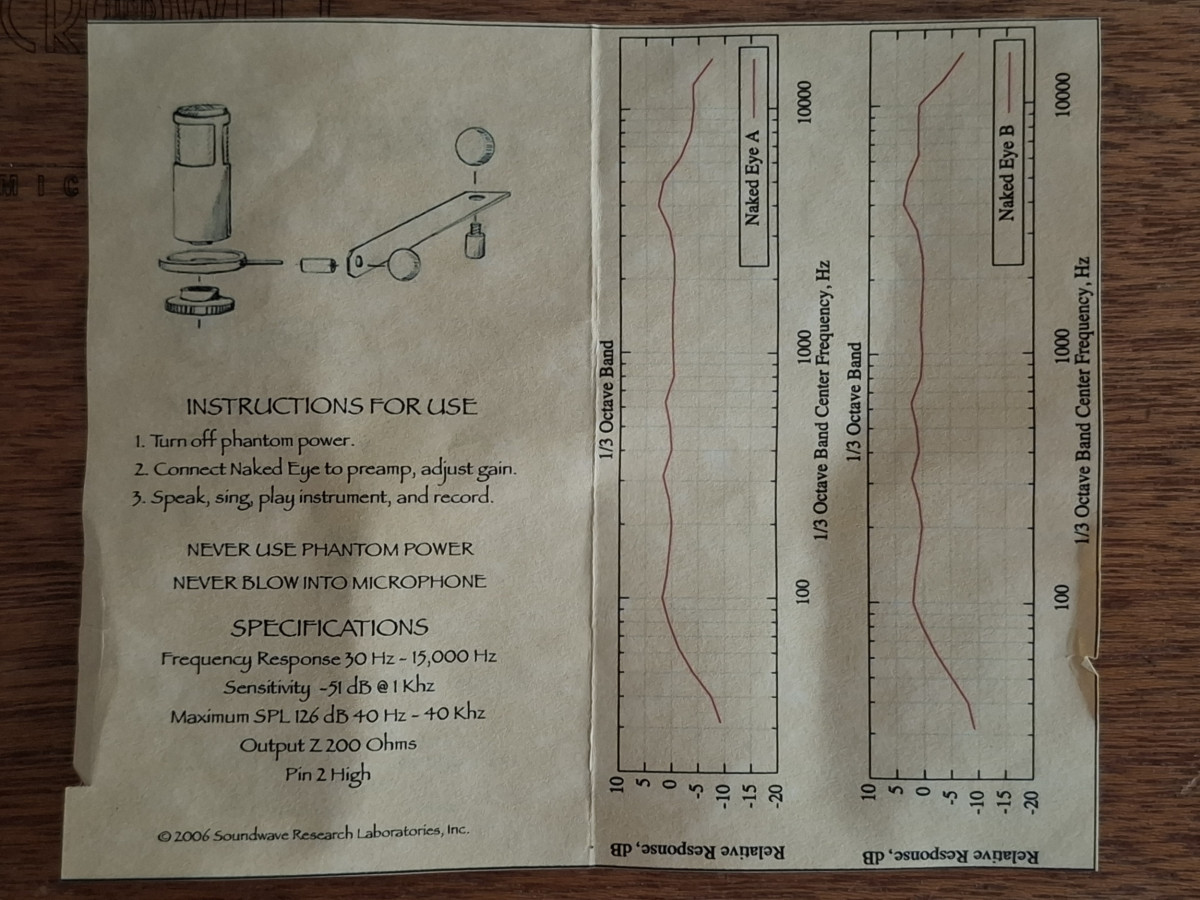 INSTRUCTIONS FOR USE
1. Turn off phantom power.
2. Connect Naked Eye to preamp, adjust gain.
3. Speak, sing, play instrument, and record.
NEVER USE PHANTOM POWER
NEVER BLOW INTO MICROPHONE
SPECIFICATIONS
Frequency Response 30 Hz - 15,000 Hz
Sensitivity -51 dB @ 1 Khz
Maximum SPL 126 dB 40 Hz - 40 Khz
Output Z 200 Ohms
Pin 2 High
© 2006 Soundwave Research Laboratories, Inc.
1/3 Octave Band
Naked Eye A
10
5
0
-5
-10
-15
-20
Relative Response, dB
100
1000
10000
1/3 Octave Band Center Frequency, Hz
1/3 Octave Band
Naked Eye B
10
5
0
-5
-10
-15
-20
Relative Response, dB
100
1000
10000
1/3 Octave Band Center Frequency, Hz